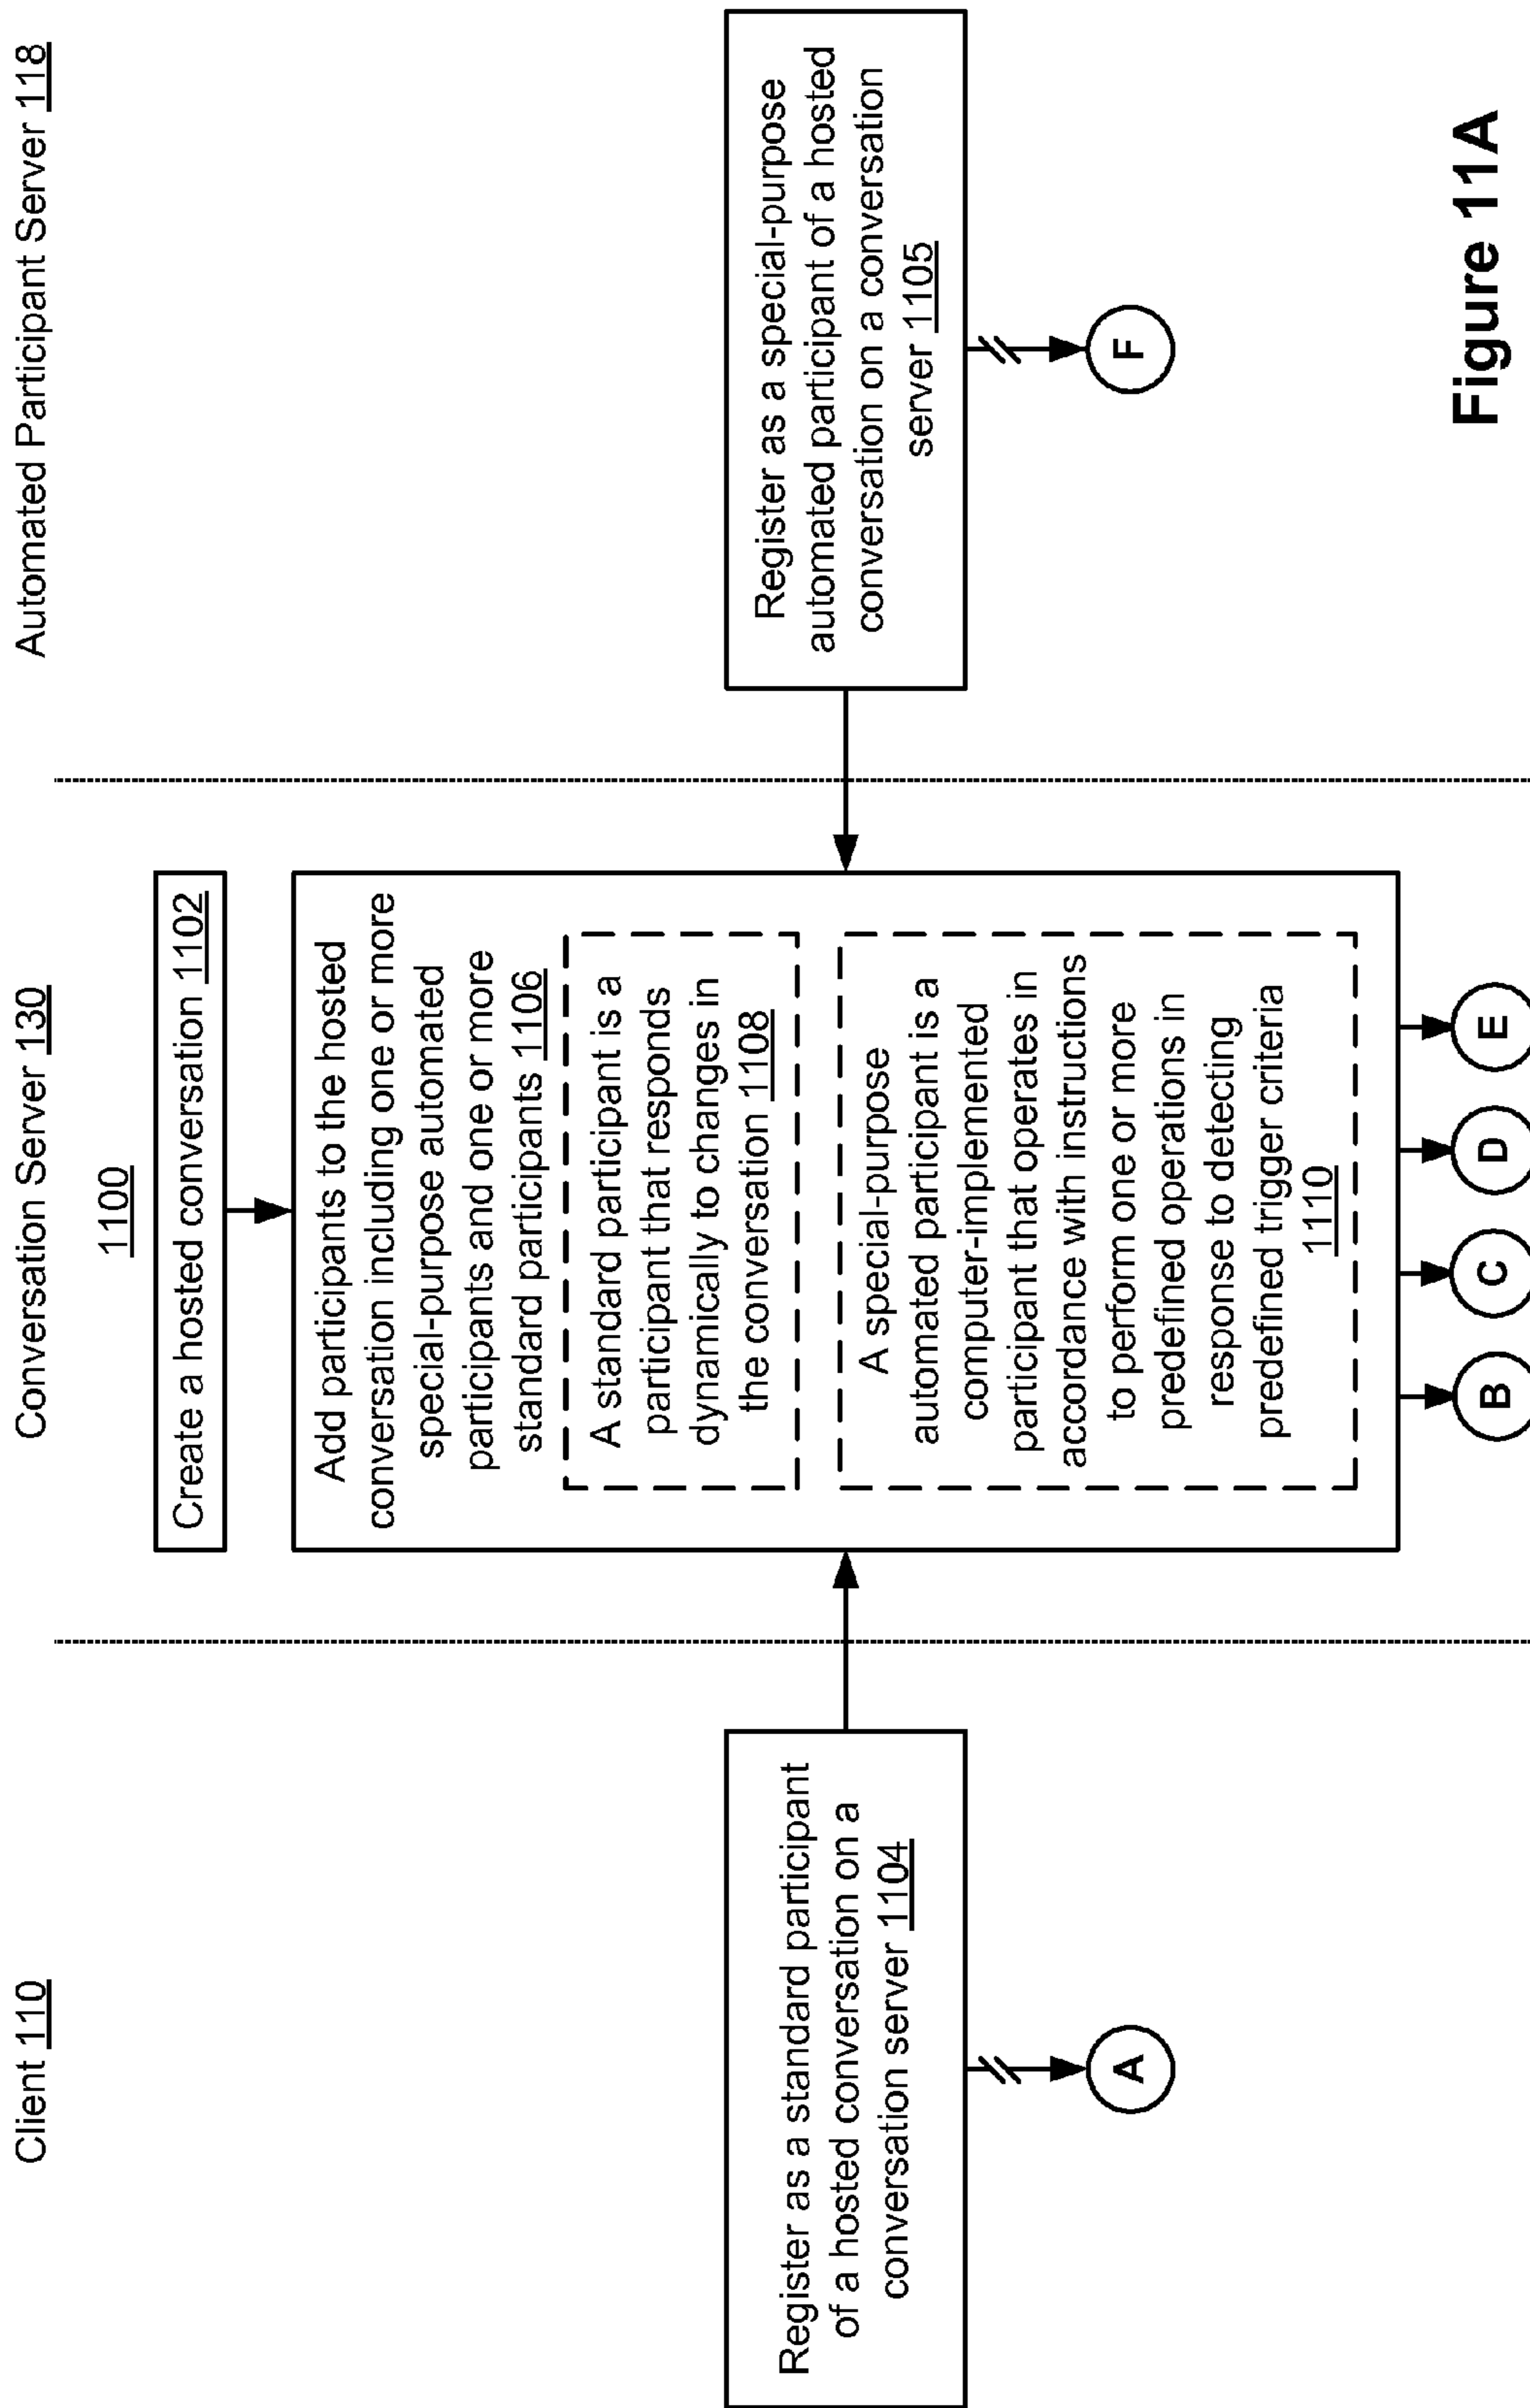 Client 110
Conversation Server 130
Automated Participant Server 118
1100
Create a hosted conversation 1102
Add participants to the hosted
conversation including one or more
special-purpose automated
participants and one or more
standard participants 1106
A standard participant is a
participant that responds
dynamically to changes in
the conversation 1108
A special-purpose
automated participant is a
computer-implemented
participant that operates in
accordance with instructions
to perform one or more
predefined operations in
response to detecting
predefined trigger criteria
1110
Register as a standard participant
of a hosted conversation on a
conversation server 1104
Register as a special-purpose
automated participant of a hosted
conversation on a conversation
server 1105
A
F
B
C
D
E
Figure 11A